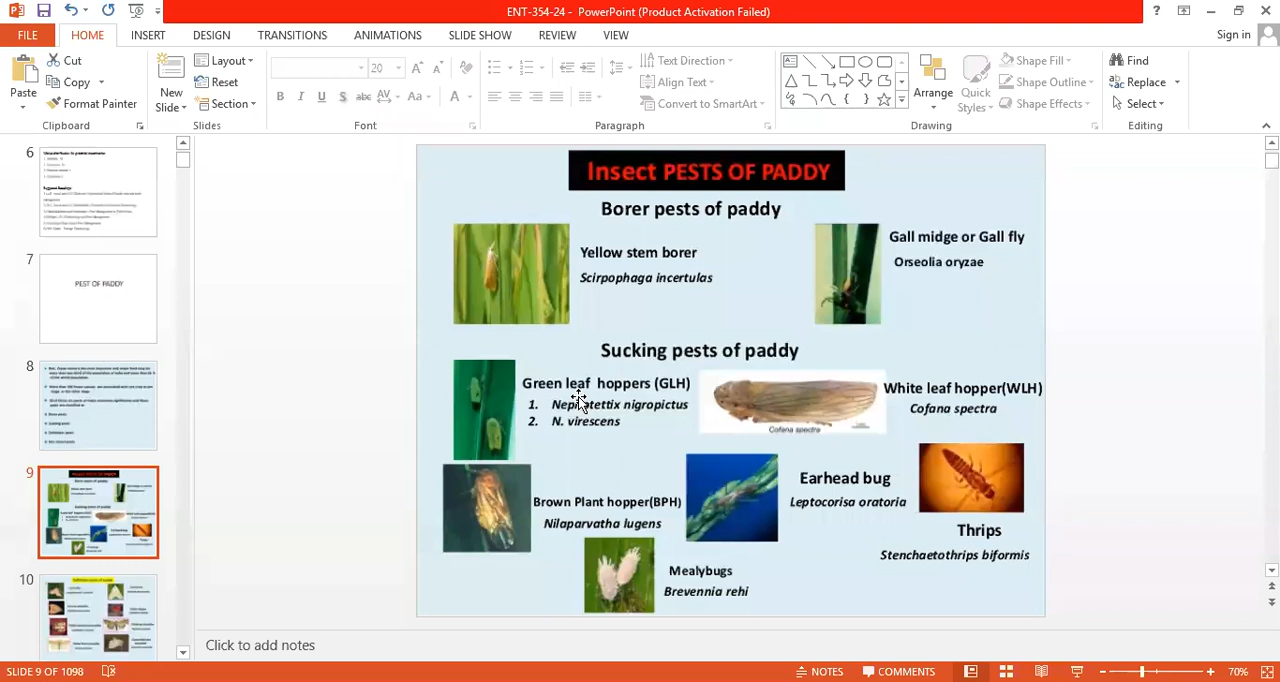 ENT-354-24 - PowerPoint (Product Activation Failed)
Sign in
FILE HOME INSERT DESIGN TRANSITIONS ANIMATIONS SLIDE SHOW REVIEW VIEW
Paste
Cut
Copy
Format Painter
Clipboard
New Slide
Layout
Reset
Section
Slides
20
Font
Text Direction
Align Text
Convert to SmartArt
Paragraph
Arrange
Quick Styles
Shape Fill
Shape Outline
Shape Effects
Drawing
Find
Replace
Select
Editing
6
7
PEST OF PADDY
8
9
10
Insect PESTS OF PADDY
Borer pests of paddy
Yellow stem borer
Scirpophaga incertulas
Gall midge or Gall fly
Orseolia oryzae
Sucking pests of paddy
Green leaf hoppers (GLH)
1. Nephotettix nigropictus
2. N. virescens
Cofana spectra
White leaf hopper(WLH)
Cofana spectra
Brown Plant hopper(BPH)
Nilaparvatha lugens
Earhead bug
Leptocorisa oratoria
Thrips
Stenchaetothrips biformis
Mealybugs
Brevennia rehi
Click to add notes
SLIDE 9 OF 1098
NOTES
COMMENTS
70%